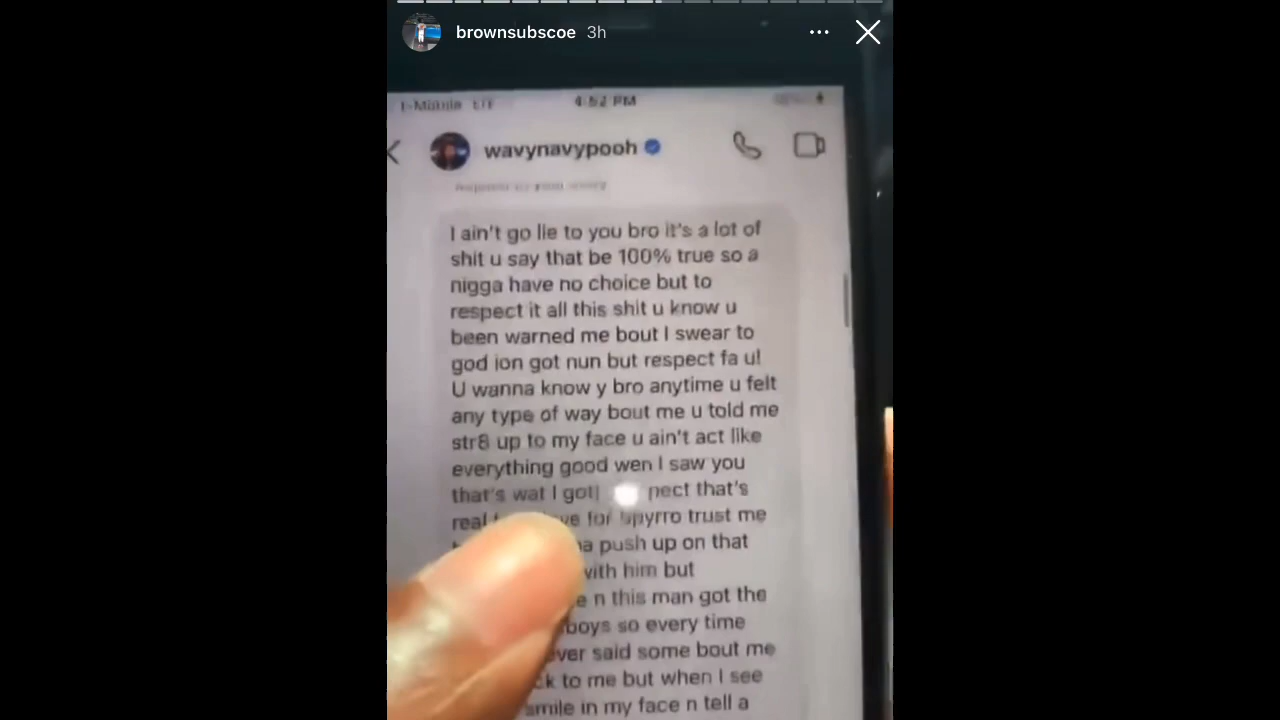 brownsubscoe 3h
T-Mobile LTE 4:52 PM
wavynavypooh
I ain't go lie to you bro it's a lot of
shit u say that be 100% true so a
nigga have no choice but to
respect it all this shit u know u
been warned me bout I swear to
god ion got nun but respect fa u!
U wanna know y bro anytime u felt
any type of way bout me u told me
str8 up to my face u ain't act like
everything good wen I saw you
that's wat I got pect that's
real ve for Spyrro trust me
a push up on that
with him but
e n this man got the
boys so every time
ever said some bout me
ck to me but when I see
smile in my face n tell a